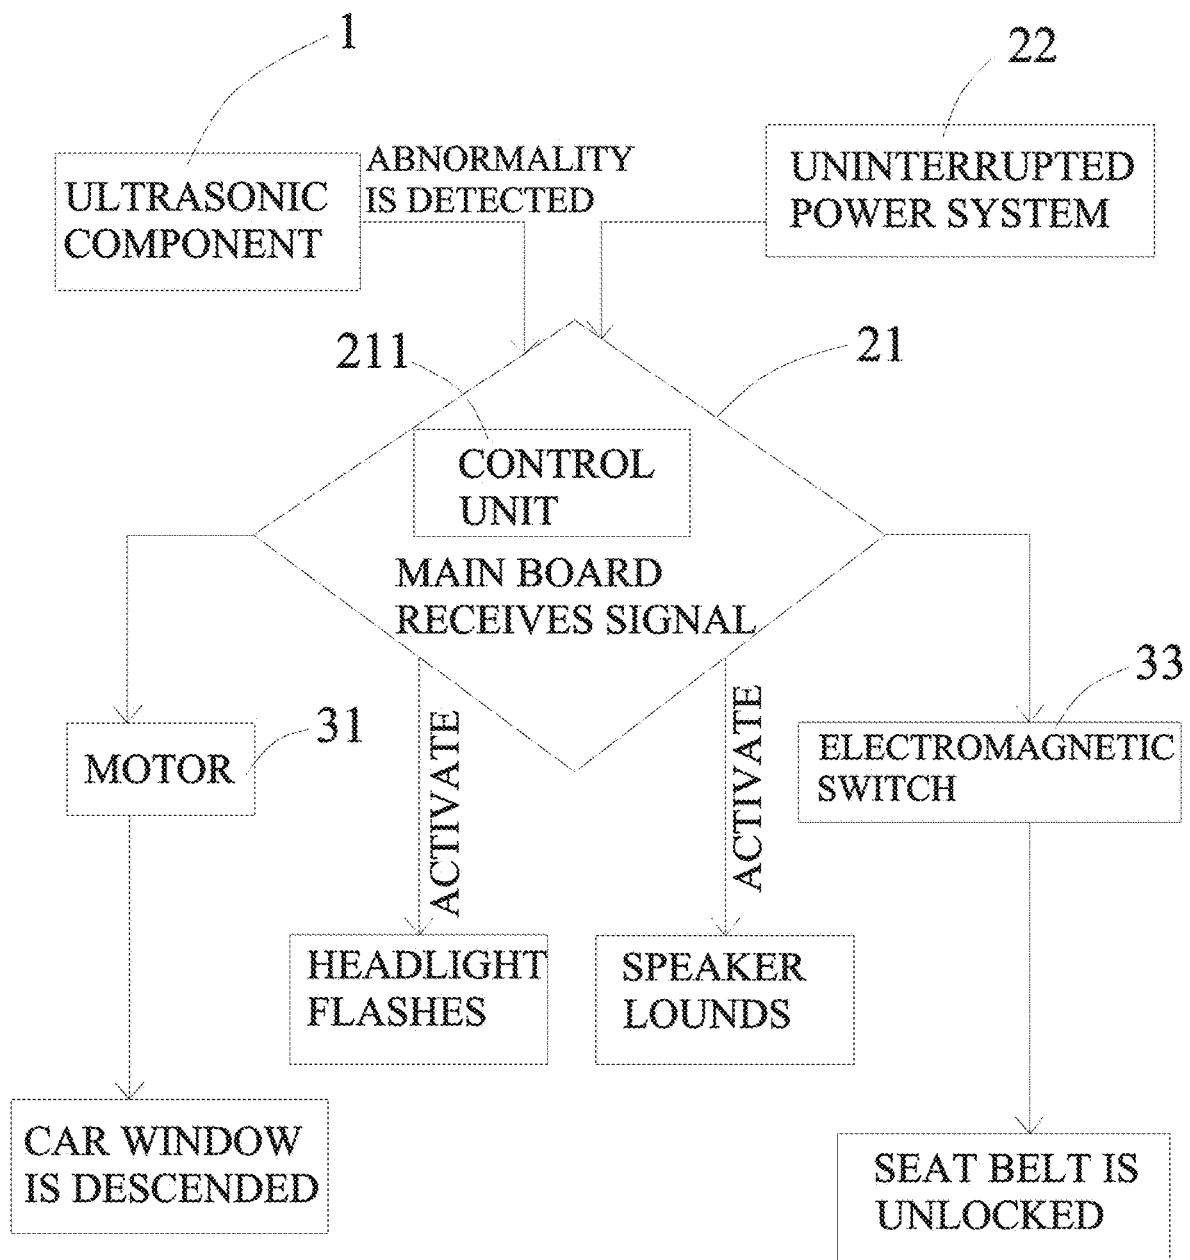 1
22
ULTRASONIC
COMPONENT
ABNORMALITY
IS DETECTED
UNINTERRUPTED
POWER SYSTEM
211
21
CONTROL
UNIT
MAIN BOARD
RECEIVES SIGNAL
31
33
MOTOR
ACTIVATE
ACTIVATE
ELECTROMAGNETIC
SWITCH
HEADLIGHT
FLASHES
SPEAKER
LOUNDS
CAR WINDOW
IS DESCENDED
SEAT BELT IS
UNLOCKED